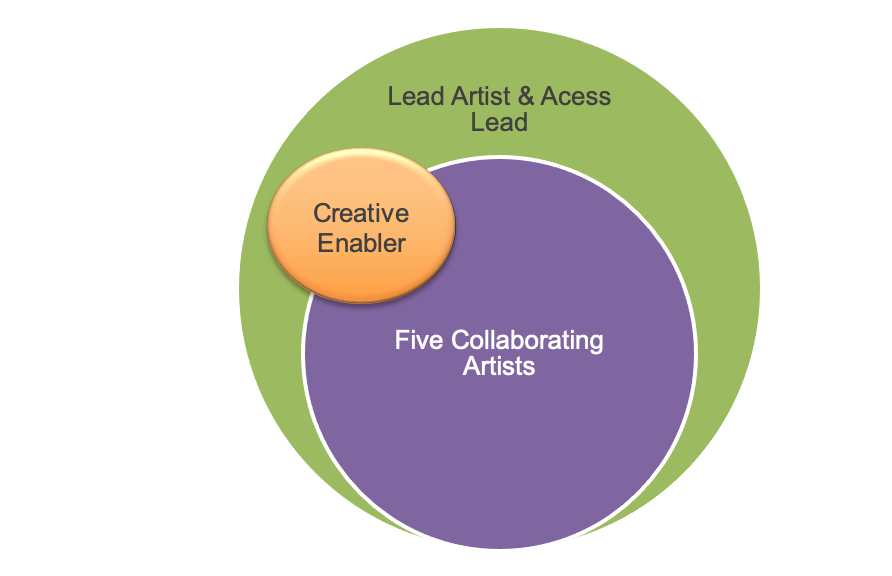 Lead Artist & Acess
Lead
Creative
Enabler
Five Collaborating
Artists